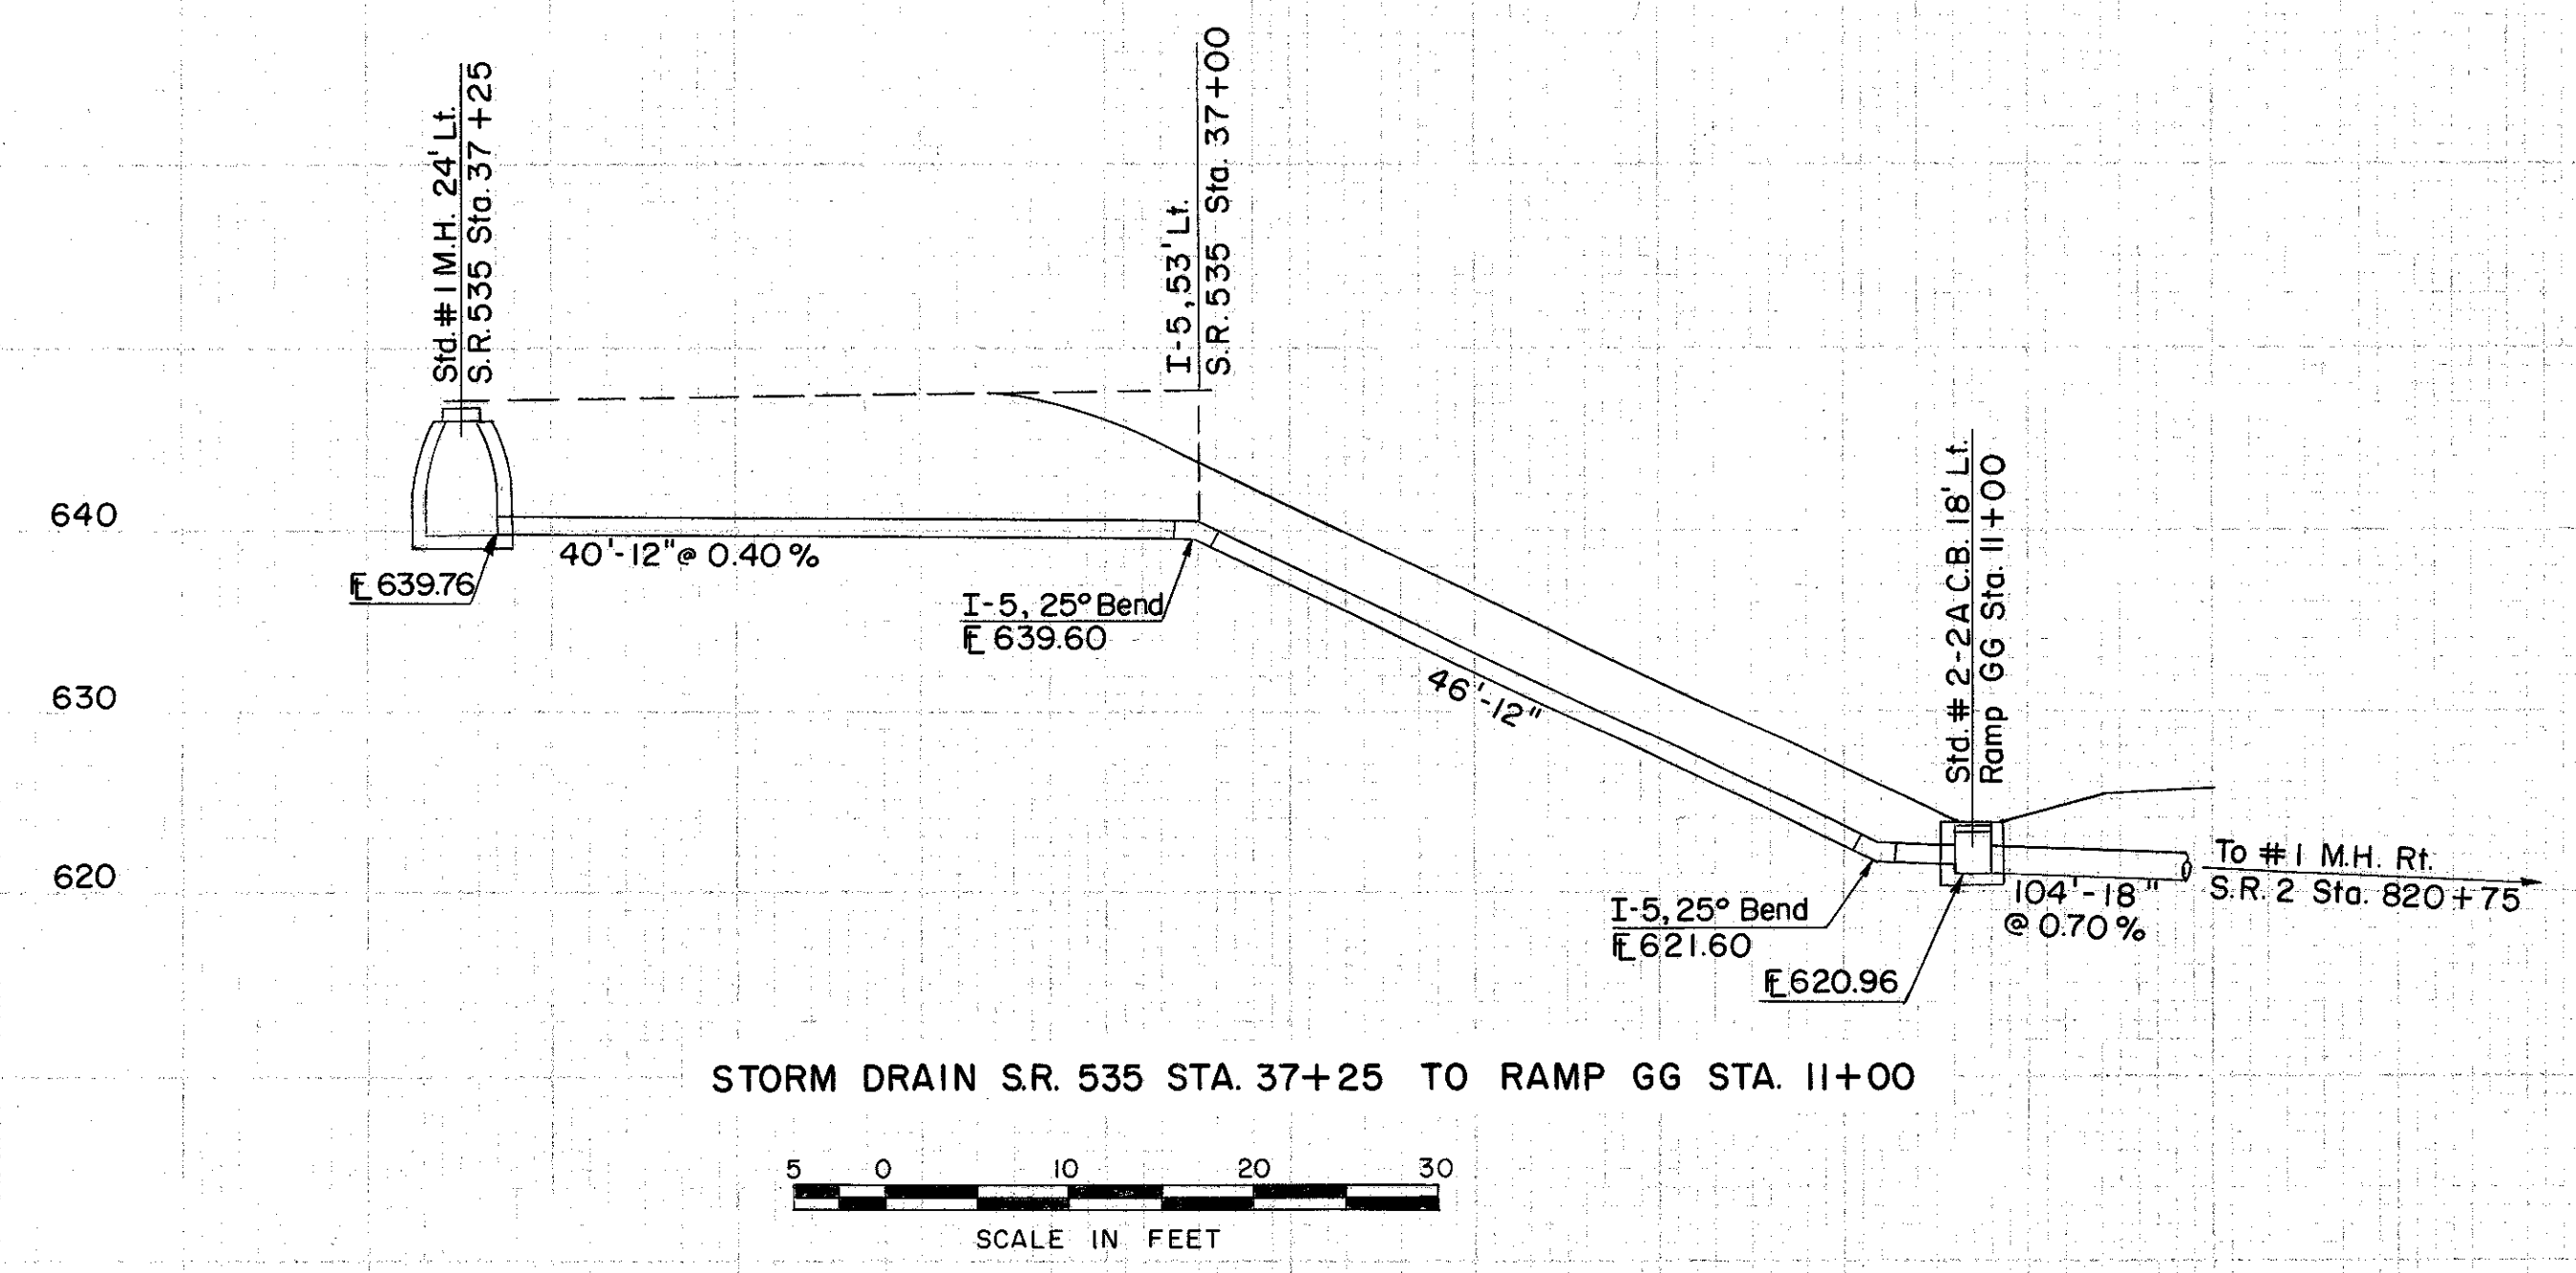 Std. # 1 M.H. 24' Lt.
S.R. 535 Sta. 37+25
I-5, 53' Lt.
S.R. 535 Sta. 37+00
Std. # 2-2A C.B. 18' Lt.
Ramp GG Sta. 11+00
640
630
620
FL 639.76
40'-12" @ 0.40%
I-5, 25° Bend
FL 639.60
46'-12"
I-5, 25° Bend
FL 621.60
FL 620.96
104'-18"
@ 0.70%
To # 1 M.H. Rt.
S.R. 2 Sta. 820+75
STORM DRAIN S.R. 535 STA. 37+25 TO RAMP GG STA. 11+00
5 0 10 20 30
SCALE IN FEET